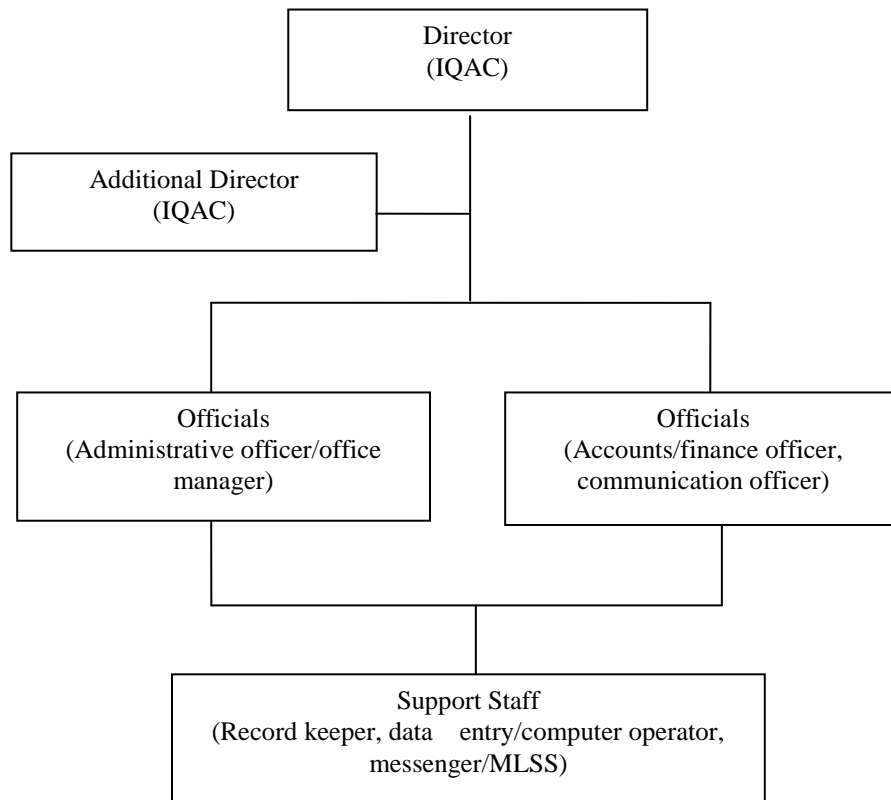 Director
(IQAC)
Additional Director
(IQAC)
Officials
(Administrative officer/office
manager)
Officials
(Accounts/finance officer,
communication officer)
Support Staff
(Record keeper, data entry/computer operator,
messenger/MLSS)